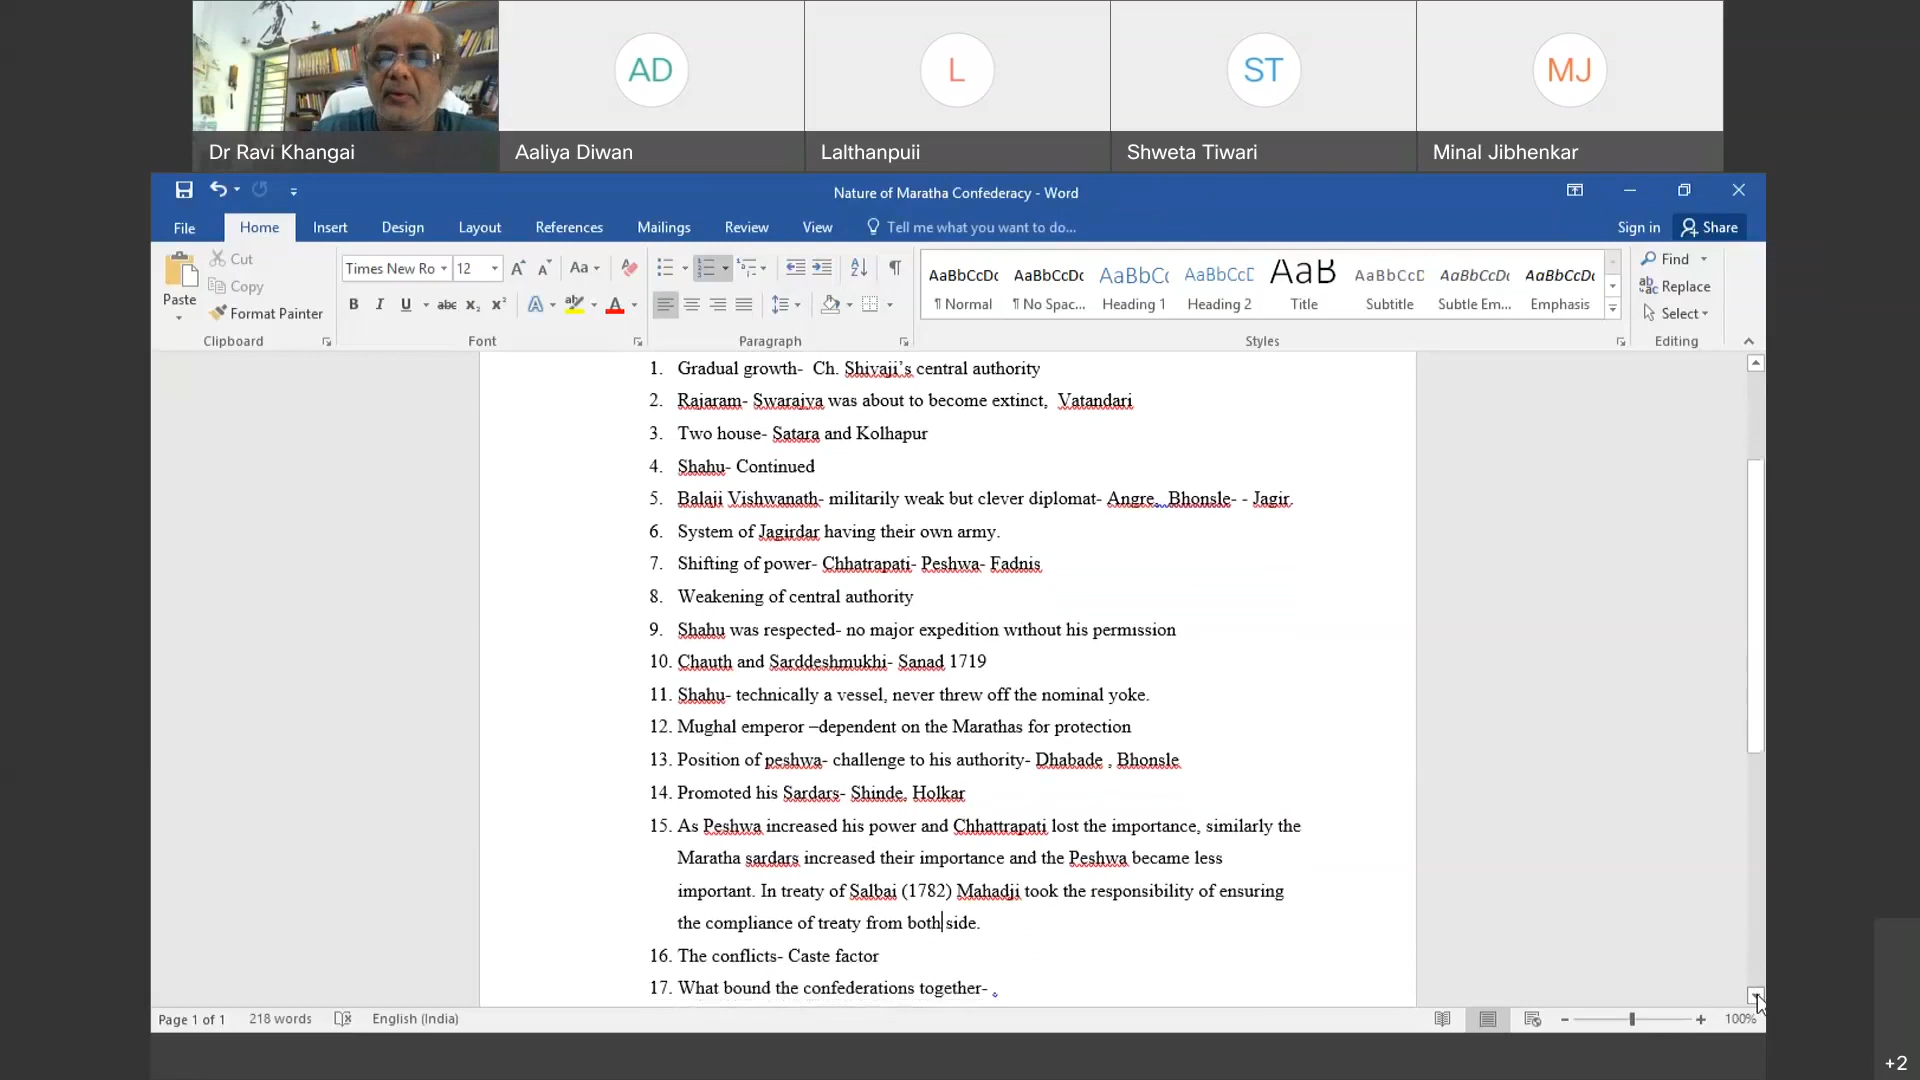 AD
L
ST
MJ
Dr Ravi Khangai
Aaliya Diwan
Lalthanpuii
Shweta Tiwari
Minal Jibhenkar
Nature of Maratha Confederacy - Word
File
Home
Insert
Design
Layout
References
Mailings
Review
View
Tell me what you want to do...
Sign in
Share
Paste
Cut
Copy
Format Painter
Clipboard
Times New Ro
12
Aa
B I U abc x₂ x²
A
Font
Paragraph
AaBbCcDc
¶ Normal
AaBbCcDc
¶ No Spac...
AaBbC(
Heading 1
AaBbCcC
Heading 2
AaB
Title
AaBbCcD
Subtitle
AaBbCcDc
Subtle Em...
AaBbCcDc
Emphasis
Styles
Find
Replace
Select
Editing
1. Gradual growth- Ch. Shivaji’s central authority
2. Rajaram- Swarajya was about to become extinct, Vatandari
3. Two house- Satara and Kolhapur
4. Shahu- Continued
5. Balaji Vishwanath- militarily weak but clever diplomat- Angre, Bhonsle- - Jagir.
6. System of Jagirdar having their own army.
7. Shifting of power- Chhatrapati- Peshwa- Fadnis
8. Weakening of central authority
9. Shahu was respected- no major expedition without his permission
10. Chauth and Sarddeshmukhi- Sanad 1719
11. Shahu- technically a vessel, never threw off the nominal yoke.
12. Mughal emperor –dependent on the Marathas for protection
13. Position of peshwa- challenge to his authority- Dhabade , Bhonsle
14. Promoted his Sardars- Shinde, Holkar
15. As Peshwa increased his power and Chhattrapati lost the importance, similarly the
Maratha sardars increased their importance and the Peshwa became less
important. In treaty of Salbai (1782) Mahadji took the responsibility of ensuring
the compliance of treaty from both side.
16. The conflicts- Caste factor
17. What bound the confederations together- ,
Page 1 of 1
218 words
English (India)
100%
+2